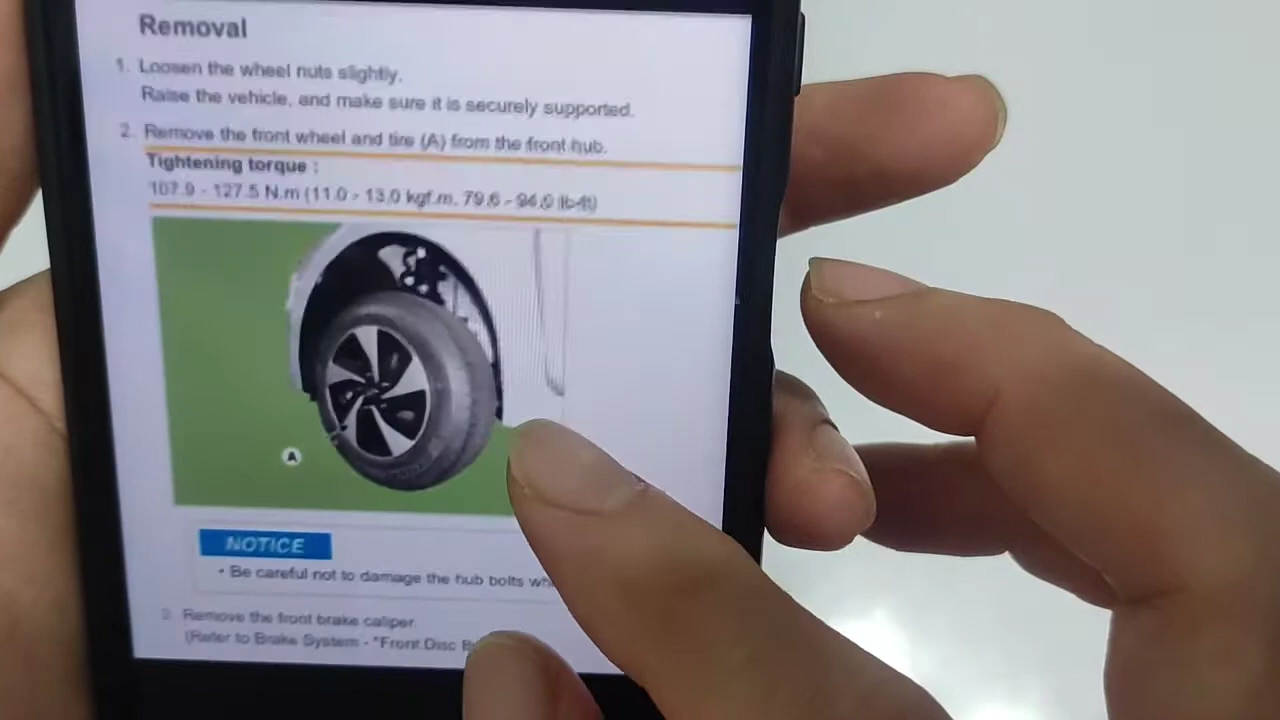 Removal
1. Loosen the wheel nuts slightly.
Raise the vehicle, and make sure it is securely supported.
2. Remove the front wheel and tire (A) from the front hub.
Tightening torque :
107.9 - 127.5 N.m (11.0 - 13.0 kgf.m, 79.6 - 94.0 lb-ft)
A
NOTICE
• Be careful not to damage the hub bolts
3. Remove the front brake caliper.
(Refer to Brake System - "Front Disc